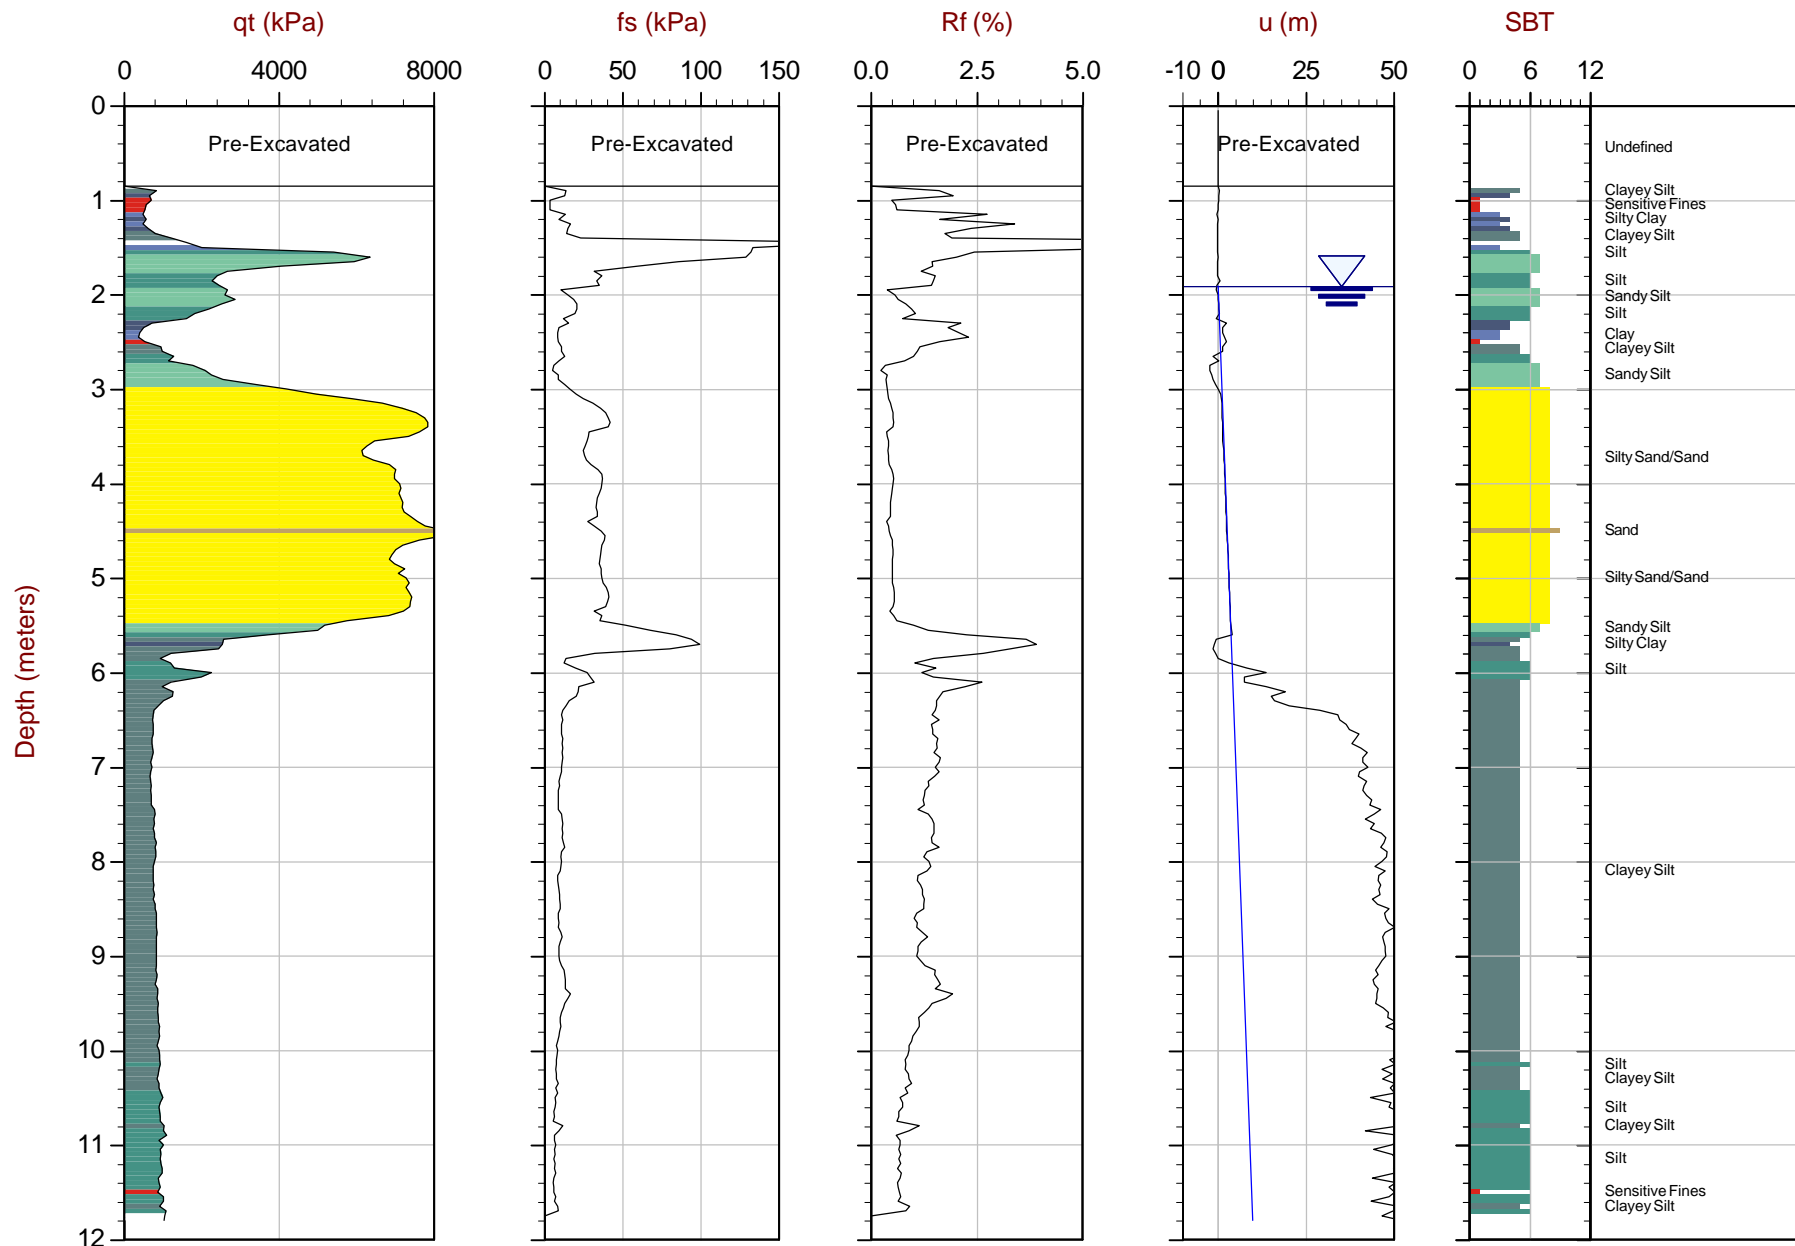 qt (kPa) fs (kPa) Rf (%) u (m) SBT
0 4000 8000 0 50 100 150 0.0 2.5 5.0 -10 0 25 50 0 6 12
0
Pre-Excavated Pre-Excavated Pre-Excavated Pre-Excavated Undefined
Clayey Silt
1
Sensitive Fines
Silty Clay
Clayey Silt
Silt
Silt
2
Sandy Silt
Silt
Clay
Clayey Silt
Sandy Silt
3
Silty Sand/Sand
4
Sand
5
Silty Sand/Sand
Sandy Silt
Silty Clay
6
Silt
Depth (meters)
7
8
Clayey Silt
9
10
Silt
Clayey Silt
Silt
Clayey Silt
11
Silt
Sensitive Fines
Clayey Silt
12